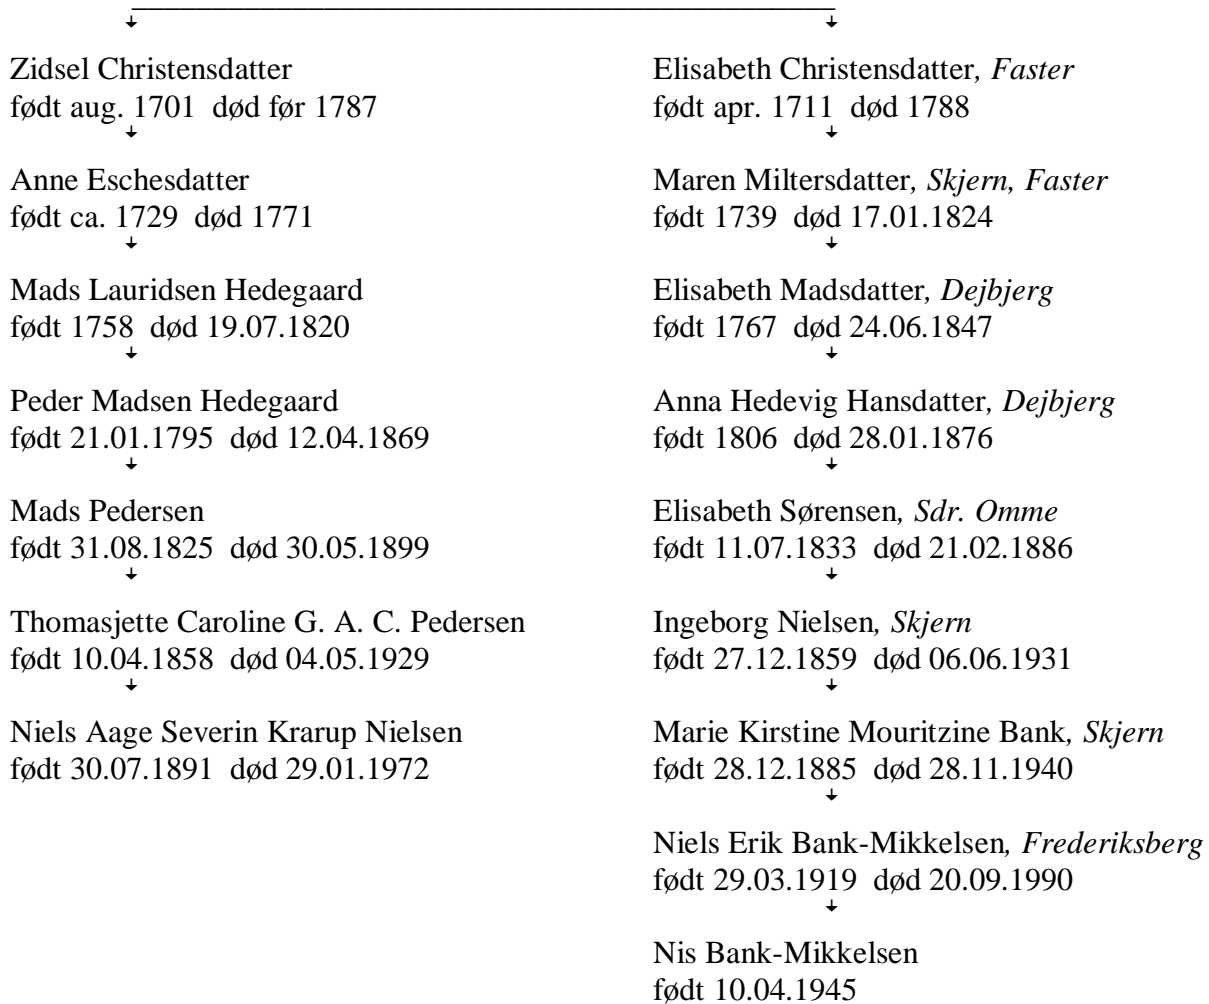 Zidsel Christensdatter
født aug. 1701 død før 1787
Anne Eschesdatter
født ca. 1729 død 1771
Mads Lauridsen Hedegaard
født 1758 død 19.07.1820
Peder Madsen Hedegaard
født 21.01.1795 død 12.04.1869
Mads Pedersen
født 31.08.1825 død 30.05.1899
Thomasjette Caroline G. A. C. Pedersen
født 10.04.1858 død 04.05.1929
Niels Aage Severin Krarup Nielsen
født 30.07.1891 død 29.01.1972
Elisabeth Christensdatter, Faster
født apr. 1711 død 1788
Maren Miltersdatter, Skjern, Faster
født 1739 død 17.01.1824
Elisabeth Madsdatter, Dejbjerg
født 1767 død 24.06.1847
Anna Hedevig Hansdatter, Dejbjerg
født 1806 død 28.01.1876
Elisabeth Sørensen, Sdr. Omme
født 11.07.1833 død 21.02.1886
Ingeborg Nielsen, Skjern
født 27.12.1859 død 06.06.1931
Marie Kirstine Mouritzine Bank, Skjern
født 28.12.1885 død 28.11.1940
Niels Erik Bank-Mikkelsen, Frederiksberg
født 29.03.1919 død 20.09.1990
Nis Bank-Mikkelsen
født 10.04.1945